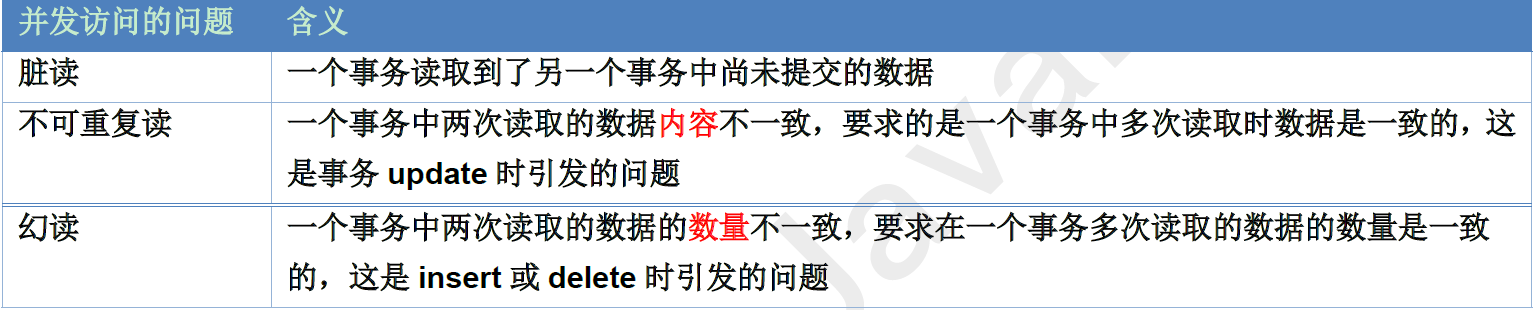 并发访问的问题 含义
脏读 一个事务读取到了另一个事务中尚未提交的数据
不可重复读 一个事务中两次读取的数据内容不一致，要求的是一个事务中多次读取时数据是一致的，这
是事务 update 时引发的问题
幻读 一个事务中两次读取的数据的数量不一致，要求在一个事务多次读取的数据的数量是一致
的，这是 insert 或 delete 时引发的问题
Java